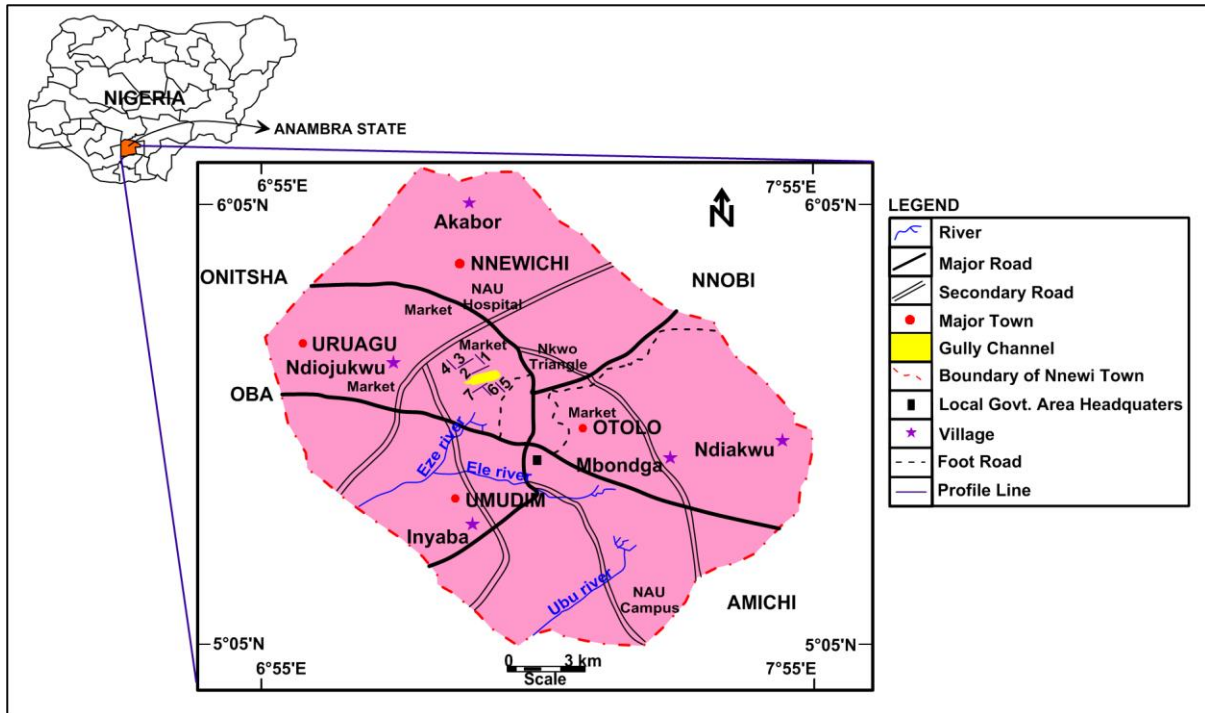 NIGERIA
ANAMBRA STATE
6°55'E
7°55'E
6°05'N
6°05'N
N
Akabor
NNEWICHI
ONITSHA
NNOBI
NAU
Hospital
Market
URUAGU
Market
Nkwo
Triangle
Ndiojukwu
Market
4 3 1
2
7 6 5
OBA
Market
OTOLO
Ndiakwu
Mbondga
Eze river
Ele river
UMUDIM
Inyaba
Ubu river
NAU
Campus
AMICHI
5°05'N
5°05'N
6°55'E
7°55'E
0 3 km
Scale
LEGEND
River
Major Road
Secondary Road
Major Town
Gully Channel
Boundary of Nnewi Town
Local Govt. Area Headquaters
Village
Foot Road
Profile Line